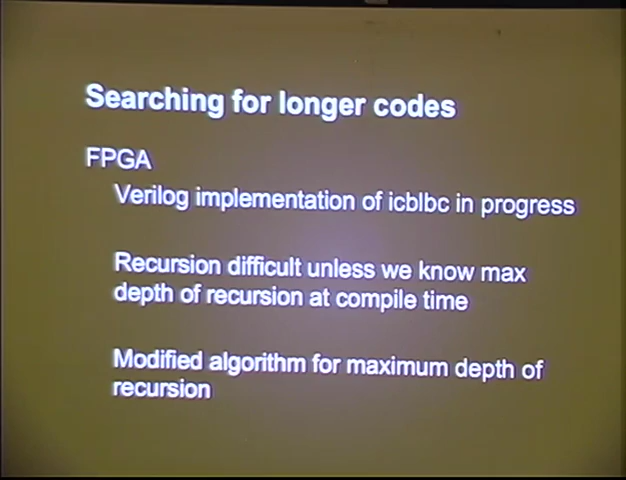 Searching for longer codes
FPGA
Verilog implementation of icblbc in progress
Recursion difficult unless we know max
depth of recursion at compile time
Modified algorithm for maximum depth of
recursion